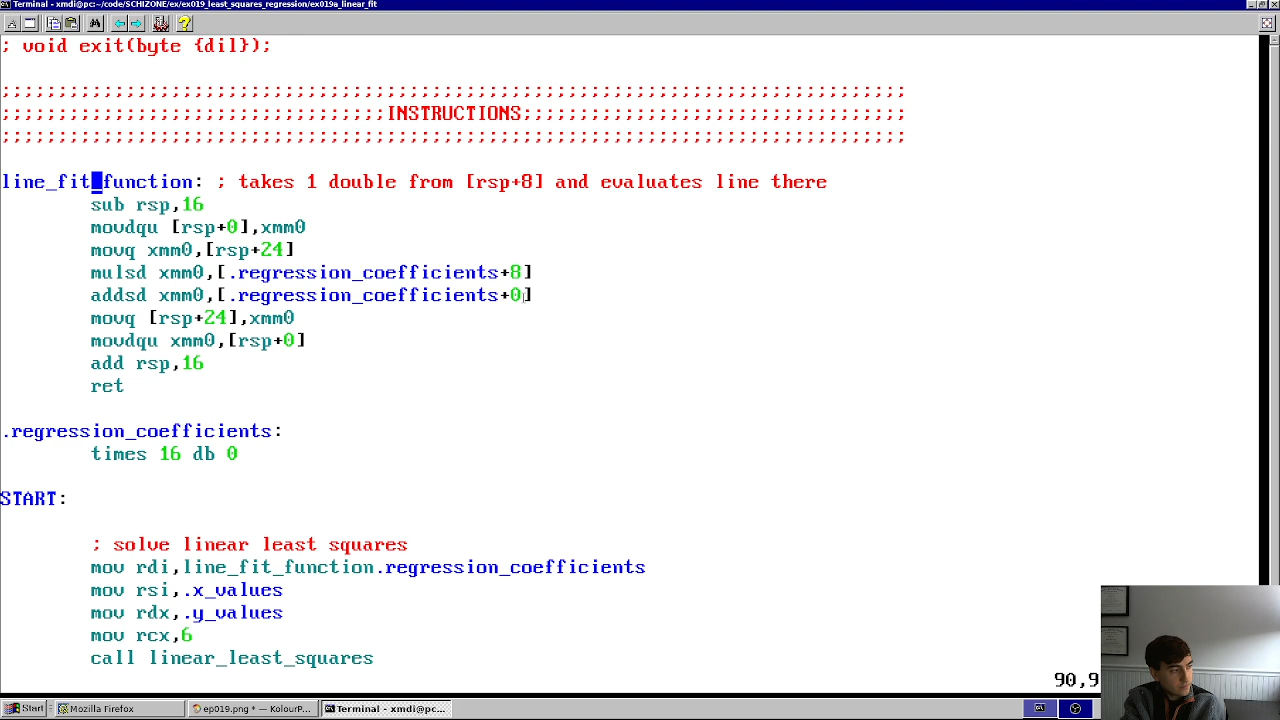 Terminal - xmdi@pc:~/code/SCHIZONE/ex/ex019_least_squares_regression/ex019a_linear_fit
; void exit(byte {dil});
;;;;;;;;;;;;;;;;;;;;;;;;;;;;;;;;;;;;;;;;;;;;;;;;;;;;;;;;;;;;;;;;;;;;;;;;;;;;;;;;
;;;;;;;;;;;;;;;;;;;;;;;;;;;;;;;;;;INSTRUCTIONS;;;;;;;;;;;;;;;;;;;;;;;;;;;;;;;;;;
;;;;;;;;;;;;;;;;;;;;;;;;;;;;;;;;;;;;;;;;;;;;;;;;;;;;;;;;;;;;;;;;;;;;;;;;;;;;;;;;
line_fit_function: ; takes 1 double from [rsp+8] and evaluates line there
sub rsp,16
movdqu [rsp+0],xmm0
movq xmm0,[rsp+24]
mulsd xmm0,[.regression_coefficients+8]
addsd xmm0,[.regression_coefficients+0]
movq [rsp+24],xmm0
movdqu xmm0,[rsp+0]
add rsp,16
ret
.regression_coefficients:
times 16 db 0
START:
; solve linear least squares
mov rdi,line_fit_function.regression_coefficients
mov rsi,.x_values
mov rdx,.y_values
mov rcx,6
call linear_least_squares
90,9
Start Mozilla Firefox ep019.png * — KolourP... Terminal - xmdi@pc...